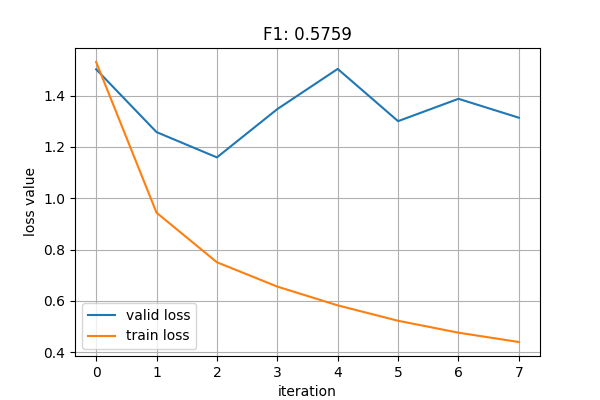 F1: 0.5759
loss value
1.4
1.2
1.0
0.8
0.6
0.4
valid loss
train loss
0 1 2 3 4 5 6 7
iteration